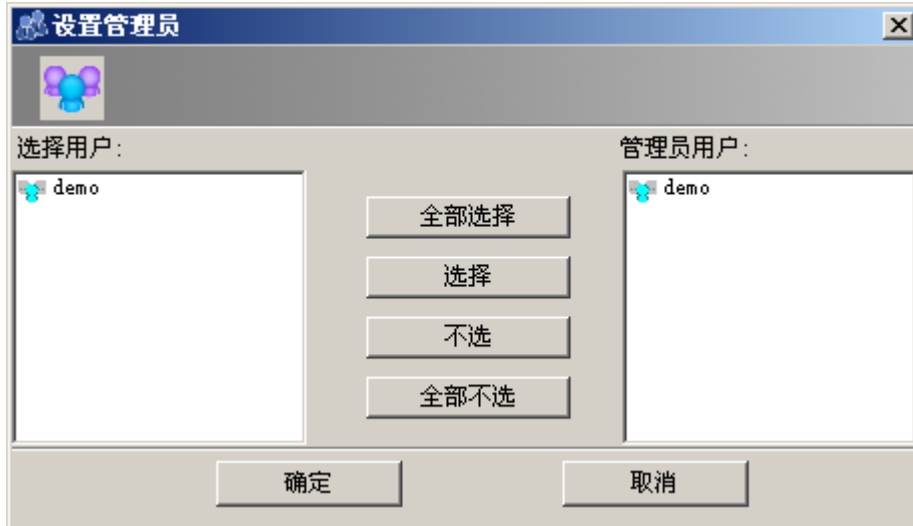 设置管理员
选择用户:
管理员用户:
demo
demo
全部选择
选择
不选
全部不选
确定
取消